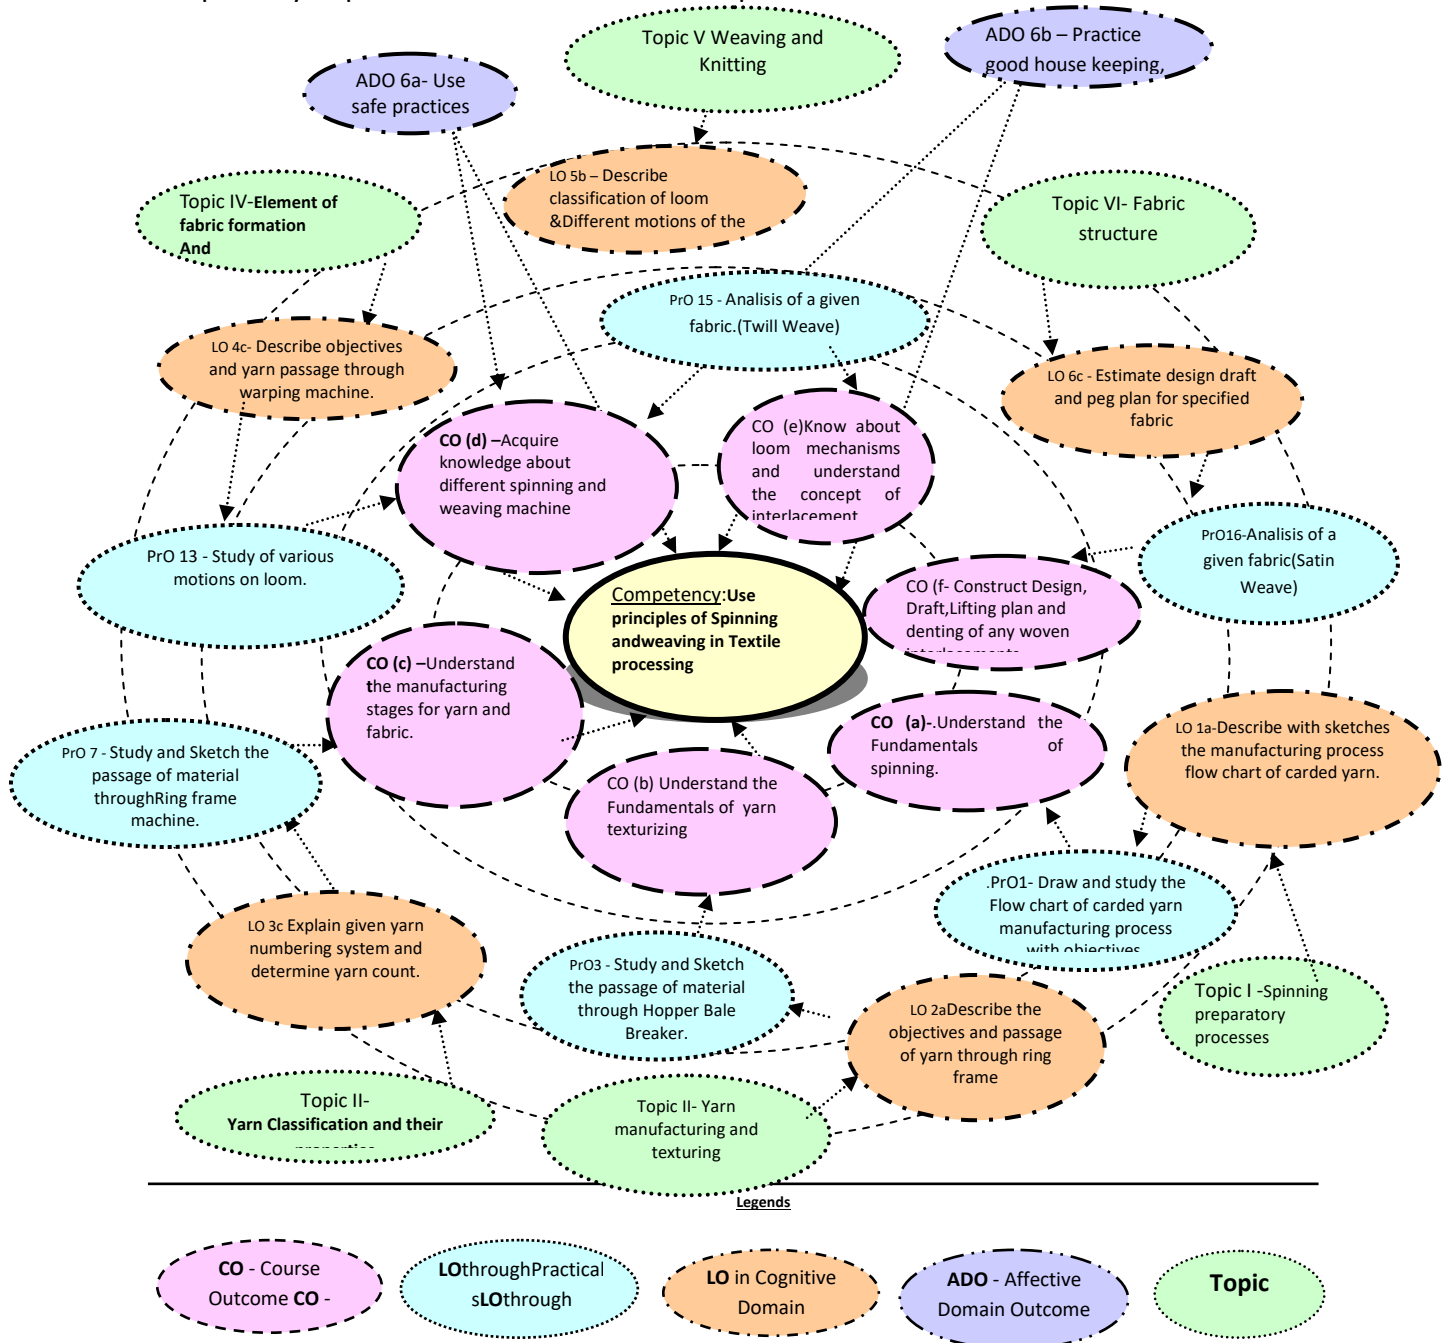 Topic V Weaving and
Knitting
ADO 6b – Practice
good house keeping,
ADO 6a- Use
safe practices
LO 5b – Describe
classification of loom
&Different motions of the
Topic IV-Element of
fabric formation
And
Topic VI- Fabric
structure
PrO 15 - Analisis of a given
fabric.(Twill Weave)
LO 4c- Describe objectives
and yarn passage through
warping machine.
LO 6c - Estimate design draft
and peg plan for specified
fabric
CO (d) –Acquire
knowledge about
different spinning and
weaving machine
CO (e)Know about
loom mechanisms
and understand
the concept of
interlacement
PrO 13 - Study of various
motions on loom.
PrO16-Analisis of a
given fabric(Satin
Weave)
Competency:Use
principles of Spinning
andweaving in Textile
processing
CO (f- Construct Design,
Draft,Lifting plan and
denting of any woven
CO (c) –Understand
the manufacturing
stages for yarn and
fabric.
CO (a)-.Understand the
Fundamentals of
spinning.
LO 1a-Describe with sketches
the manufacturing process
flow chart of carded yarn.
PrO 7 - Study and Sketch the
passage of material
throughRing frame
machine.
CO (b) Understand the
Fundamentals of yarn
texturizing
.PrO1- Draw and study the
Flow chart of carded yarn
manufacturing process
with objectives
LO 3c Explain given yarn
numbering system and
determine yarn count.
PrO3 - Study and Sketch
the passage of material
through Hopper Bale
Breaker.
LO 2aDescribe the
objectives and passage
of yarn through ring
frame
Topic I -Spinning
preparatory
processes
Topic II-
Yarn Classification and their
Topic II- Yarn
manufacturing and
texturing
Legends
CO - Course
Outcome CO -
LOthroughPractical
sLOthrough
LO in Cognitive
Domain
ADO - Affective
Domain Outcome
Topic